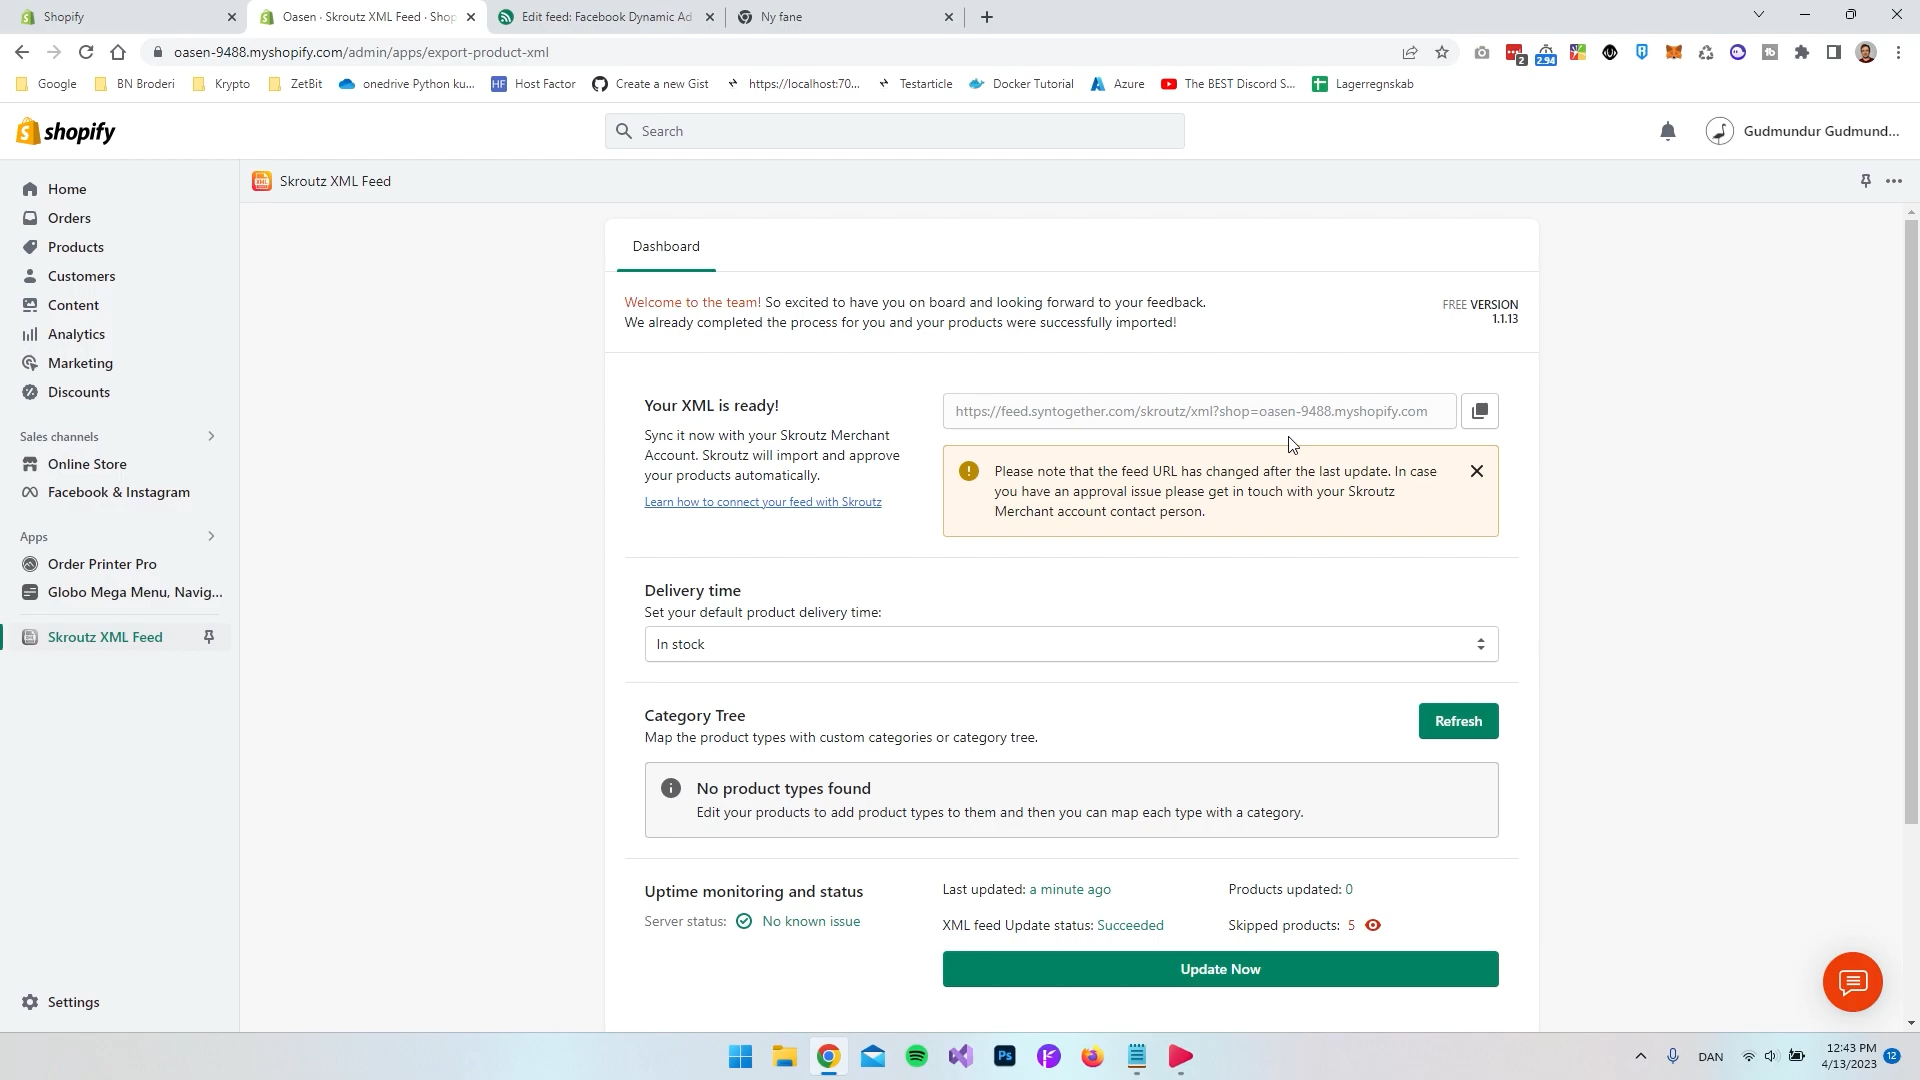 Shopify
Oasen · Skroutz XML Feed · Shop
Edit feed: Facebook Dynamic Ad
Ny fane
oasen-9488.myshopify.com/admin/apps/export-product-xml
2
2.94
Google
BN Broderi
Krypto
ZetBit
onedrive Python ku...
HF
Host Factor
Create a new Gist
https://localhost:70...
Testarticle
Docker Tutorial
Azure
The BEST Discord S...
Lagerregnskab
shopify
Search
Gudmundur Gudmund...
Home
Orders
Products
Customers
Content
Analytics
Marketing
Discounts
Sales channels
Online Store
Facebook & Instagram
Apps
Order Printer Pro
Globo Mega Menu, Navig...
Skroutz XML Feed
Settings
Skroutz XML Feed
Dashboard
Welcome to the team! So excited to have you on board and looking forward to your feedback.
We already completed the process for you and your products were successfully imported!
FREE VERSION
1.1.13
Your XML is ready!
Sync it now with your Skroutz Merchant
Account. Skroutz will import and approve
your products automatically.
Learn how to connect your feed with Skroutz
https://feed.syntogether.com/skroutz/xml?shop=oasen-9488.myshopify.com
Please note that the feed URL has changed after the last update. In case
you have an approval issue please get in touch with your Skroutz
Merchant account contact person.
Delivery time
Set your default product delivery time:
In stock
Category Tree
Map the product types with custom categories or category tree.
Refresh
No product types found
Edit your products to add product types to them and then you can map each type with a category.
Uptime monitoring and status
Server status: No known issue
Last updated: a minute ago
Products updated: 0
XML feed Update status: Succeeded
Skipped products: 5
Update Now
Ps
DAN
12:43 PM
4/13/2023
12